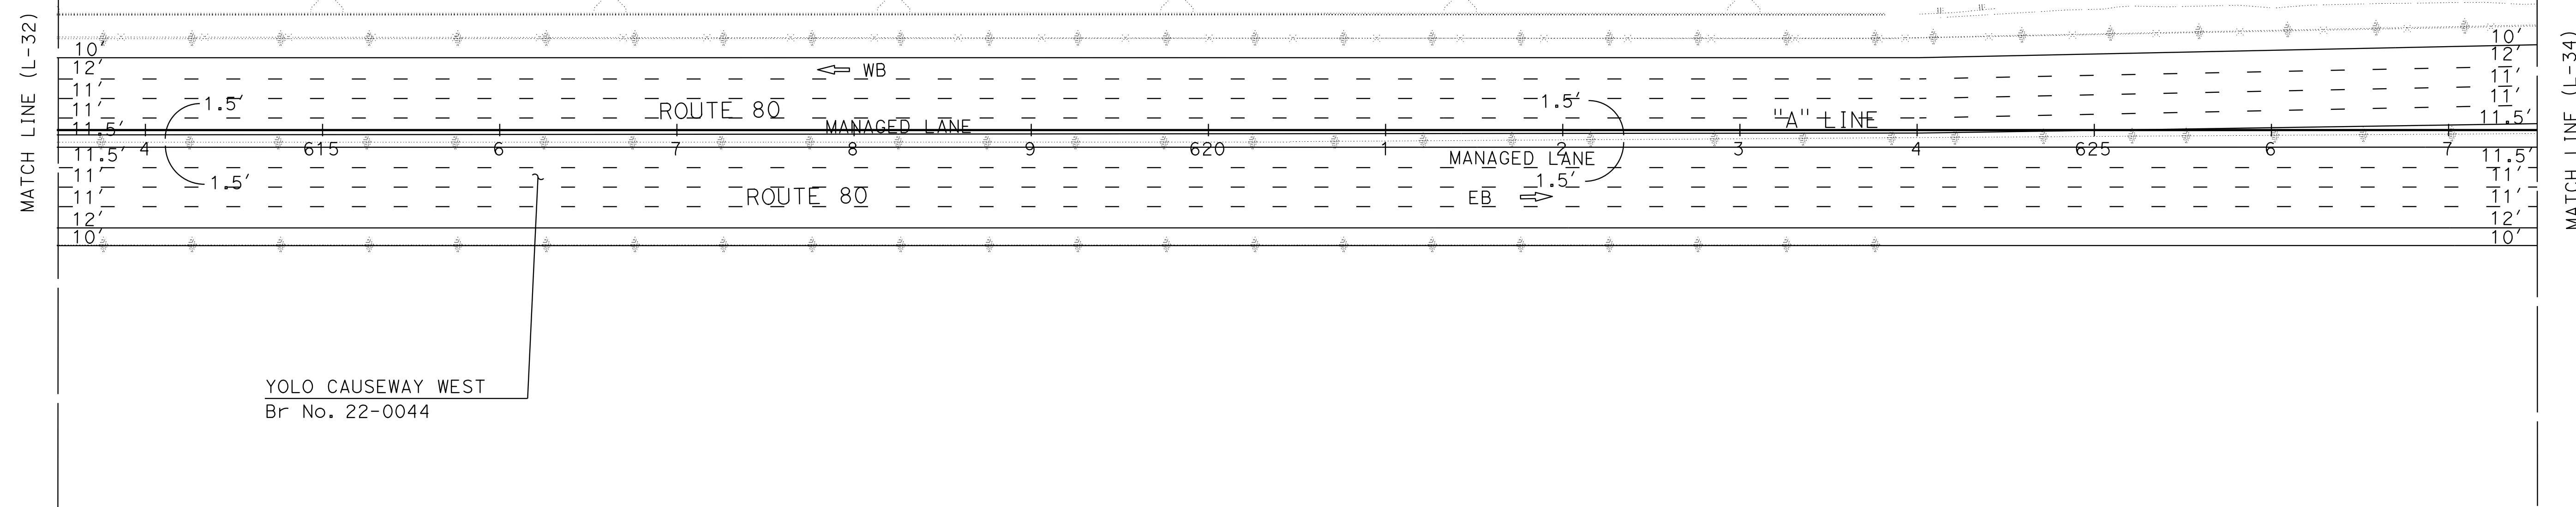 MATCH LINE (L-32)
10'
12'
11'
11'
11.5'
11.5'
11'
11'
12'
10'
1.5'
1.5'
WB
ROUTE 80
MANAGED LANE
"A" LINE
1.5'
4 615 6 7 8 9 620 1 2 3 4 625 6 7
MANAGED LANE
1.5'
ROUTE 80
EB
YOLO CAUSEWAY WEST
Br No. 22-0044
10'
12'
11'
11'
11.5'
11.5'
11'
11'
12'
10'
MATCH LINE (L-34)